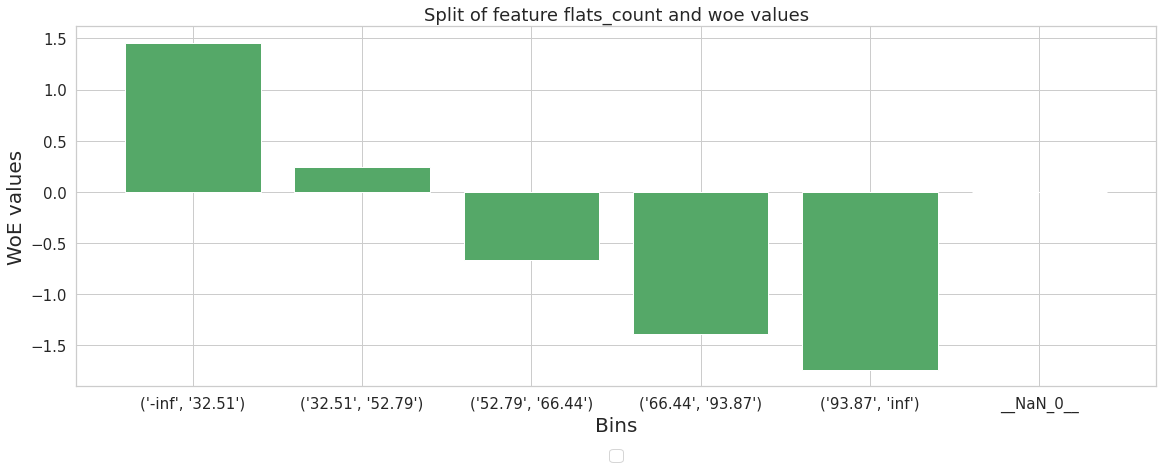 Split of feature flats_count and woe values
1.5
1.0
0.5
0.0
−0.5
−1.0
−1.5
WoE values
('-inf', '32.51') ('32.51', '52.79') ('52.79', '66.44') ('66.44', '93.87') ('93.87', 'inf') __NaN_0__
Bins